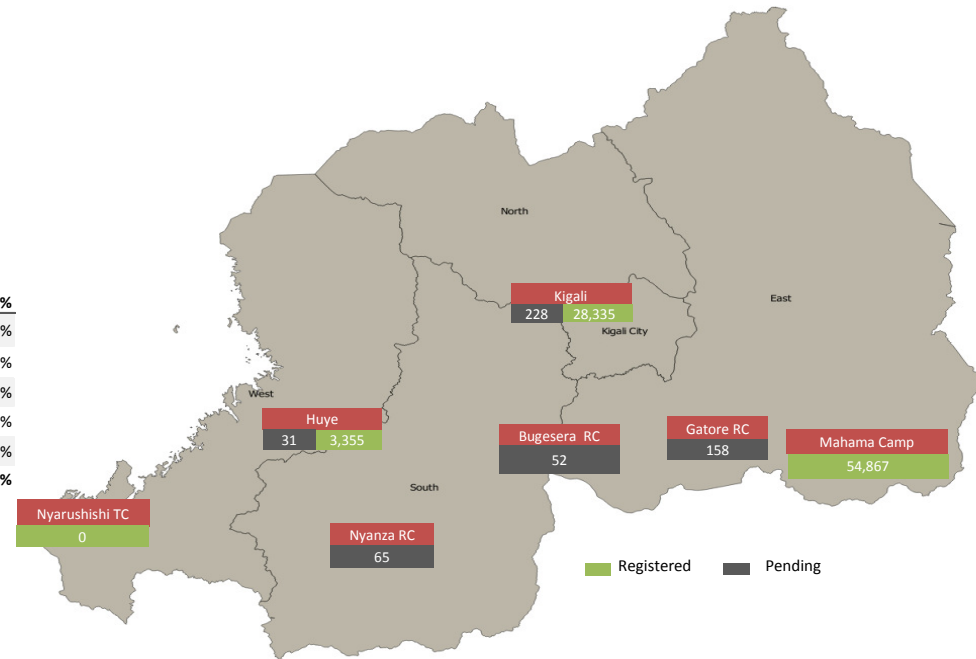 North
Kigali
228 28,335
Kigali City
East
%
%
%
%
%
%
%
%
West
Huye
31 3,355
Bugesera RC
52
Gatore RC
158
Mahama Camp
54,867
South
Nyarushishi TC
0
Nyanza RC
65
Registered
Pending